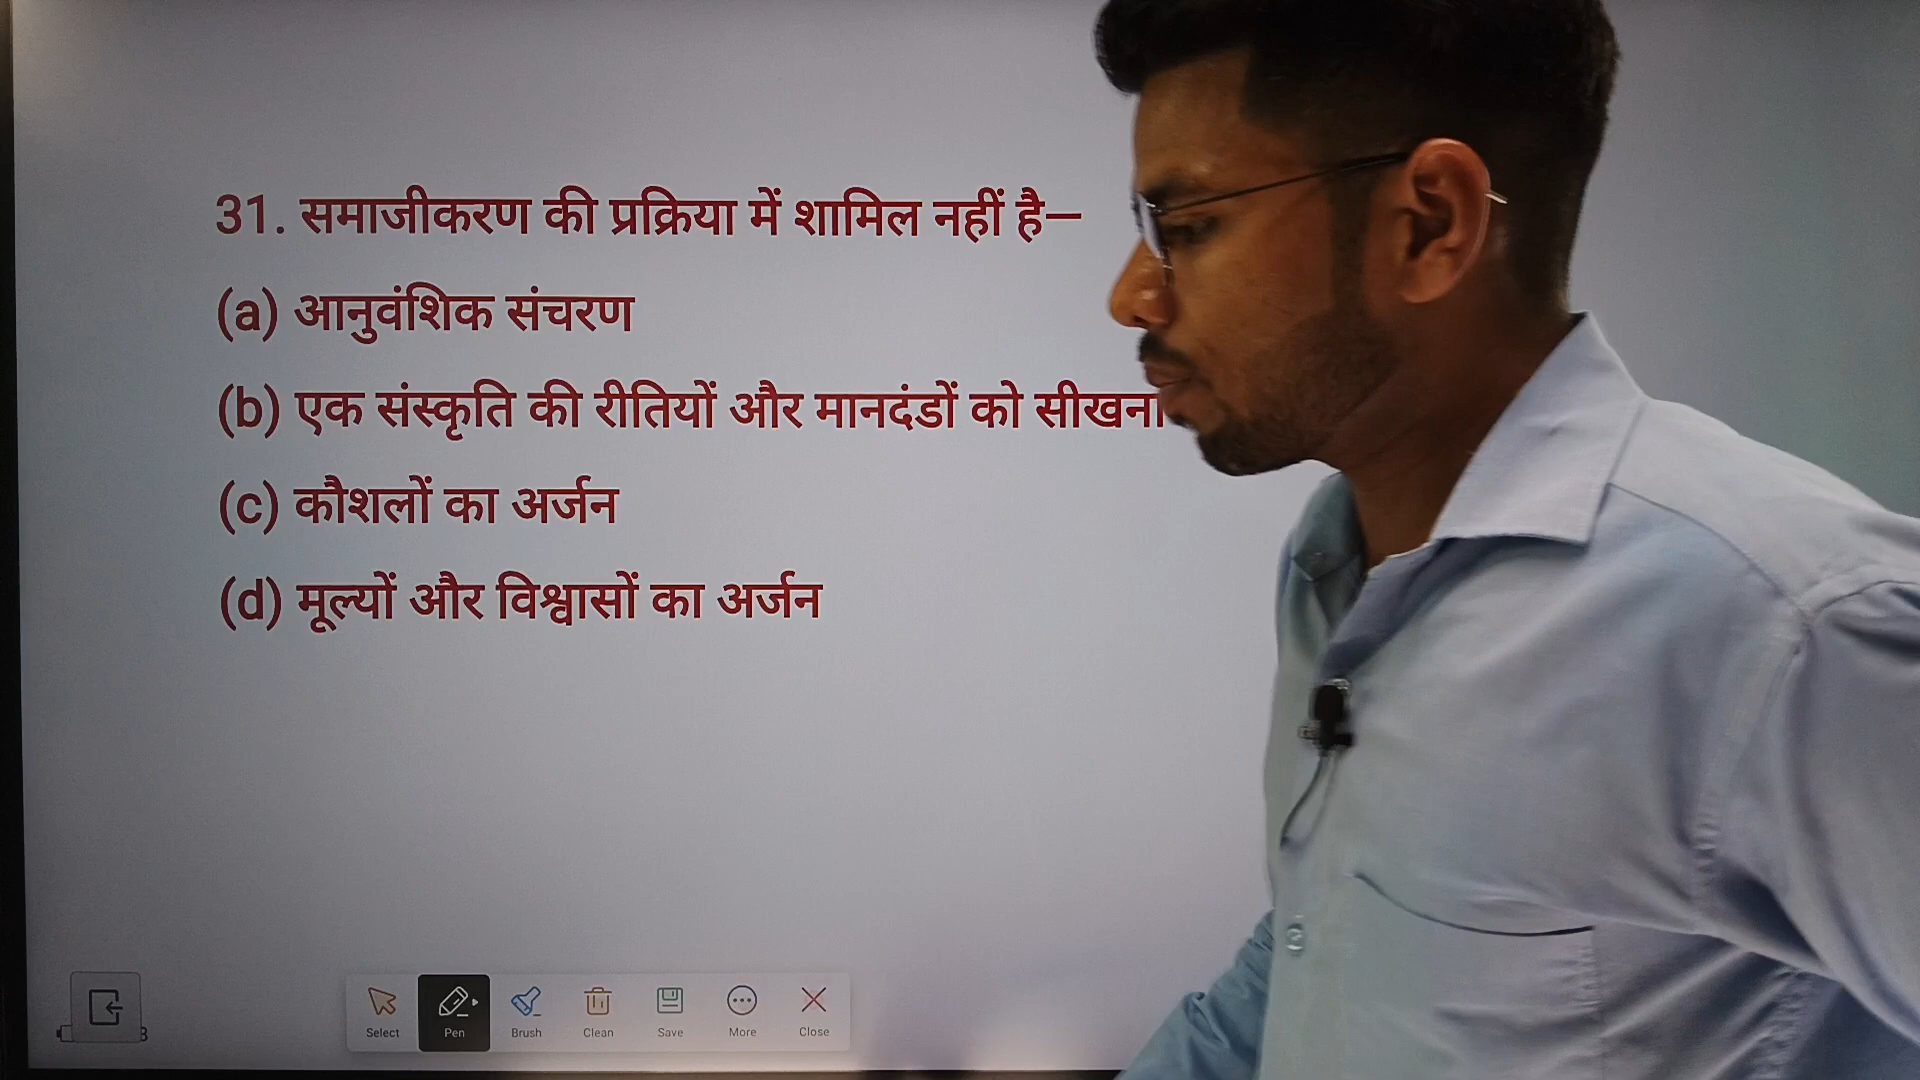 31. समाजीकरण की प्रक्रिया में शामिल नहीं है—
(a) आनुवंशिक संचरण
(b) एक संस्कृति की रीतियों और मानदंडों को सीखना
(c) कौशलों का अर्जन
(d) मूल्यों और विश्वासों का अर्जन
Select Pen Brush Clean Save More Close